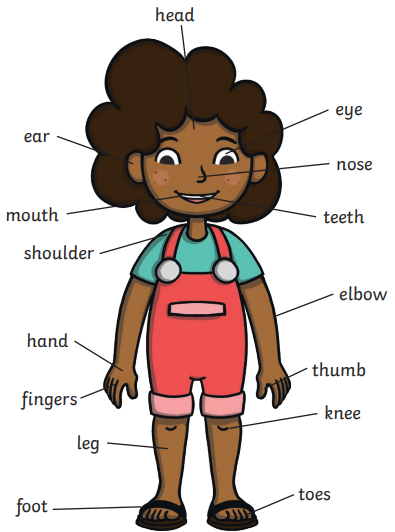 head
eye
ear
nose
mouth
teeth
shoulder
elbow
hand
thumb
fingers
knee
leg
toes
foot